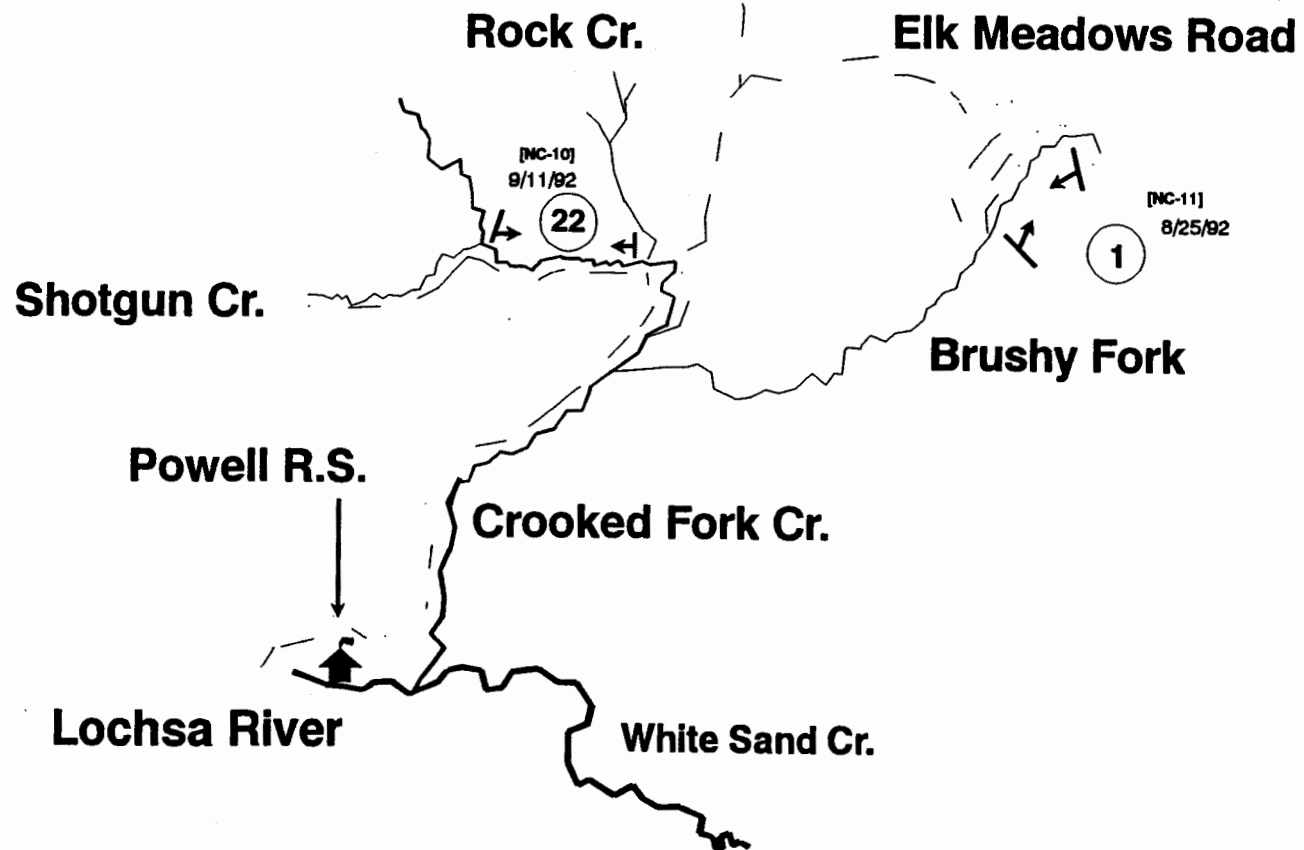 Rock Cr.
Elk Meadows Road
[NC-10]
9/11/92
22
[NC-11]
8/25/92
1
Shotgun Cr.
Brushy Fork
Powell R.S.
Crooked Fork Cr.
Lochsa River
White Sand Cr.